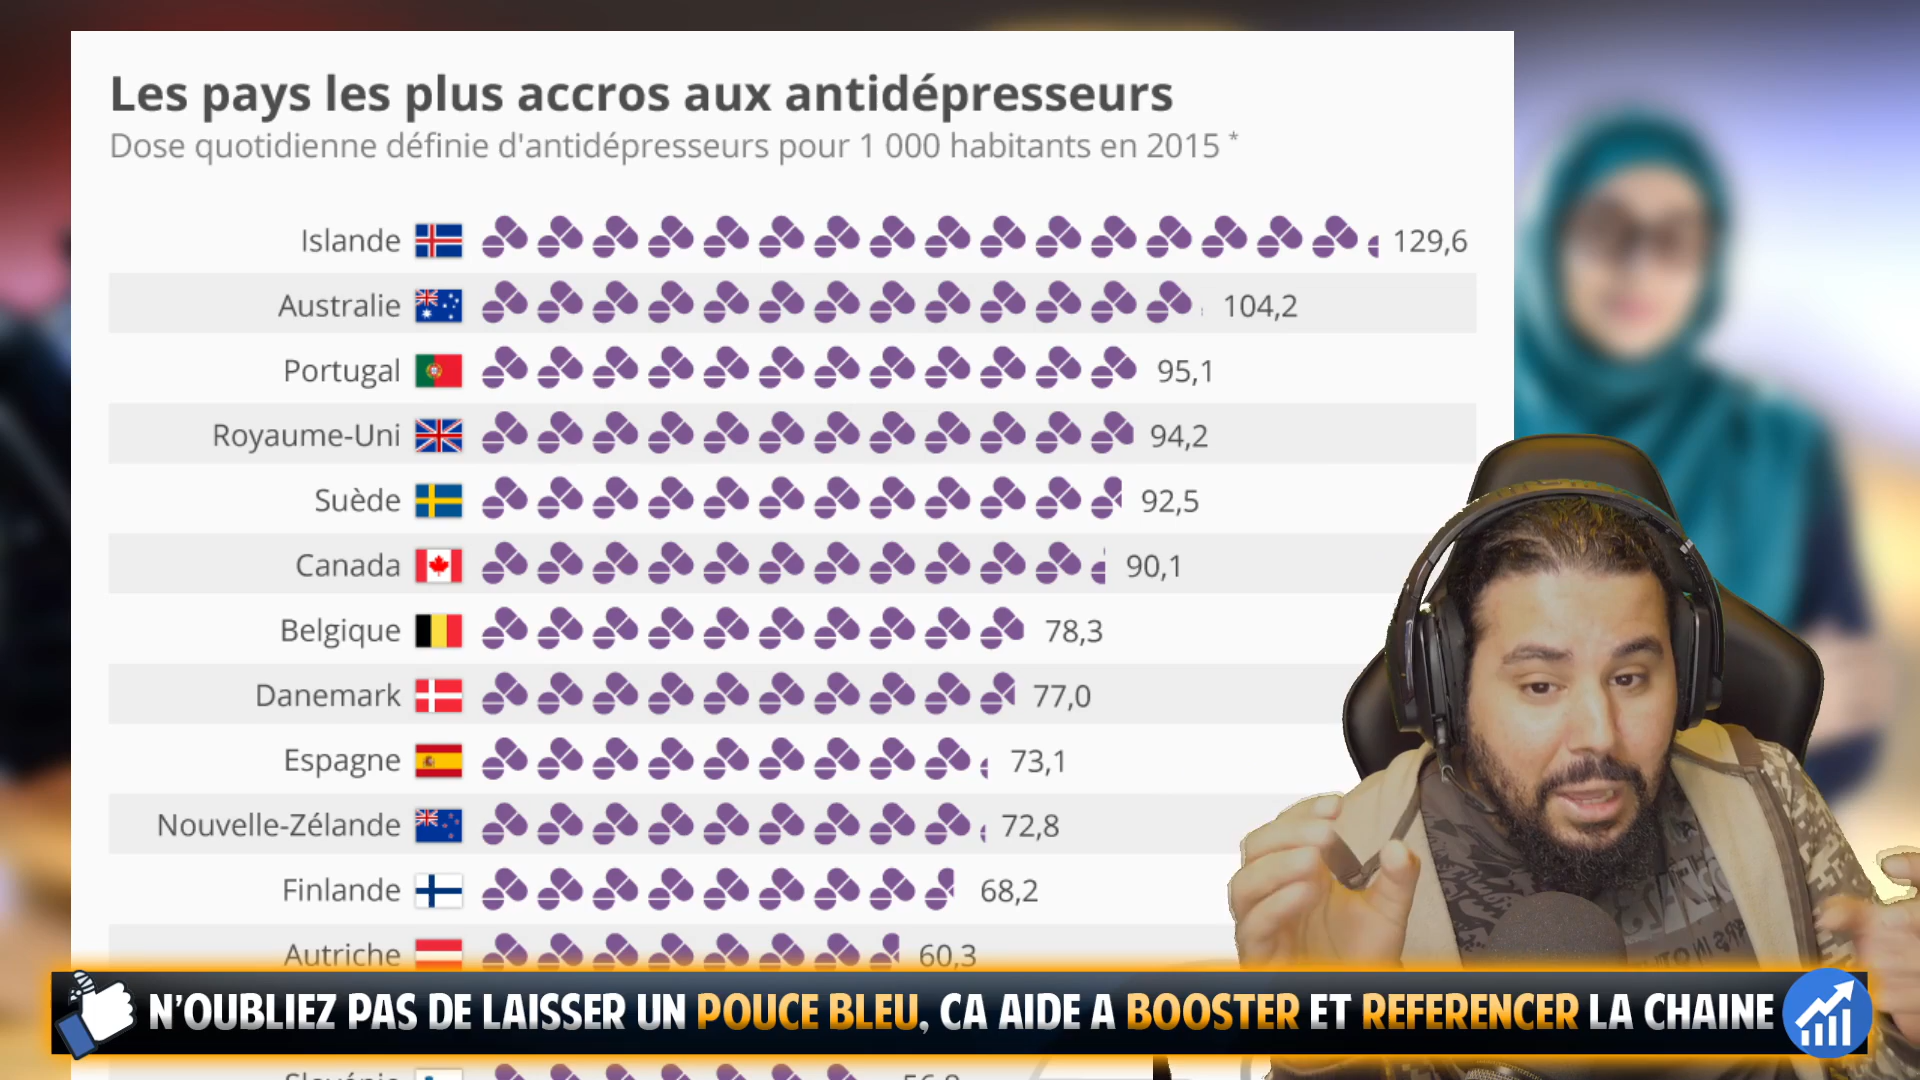 Les pays les plus accros aux antidépresseurs
Dose quotidienne définie d'antidépresseurs pour 1 000 habitants en 2015 *
Islande 129,6
Australie 104,2
Portugal 95,1
Royaume-Uni 94,2
Suède 92,5
Canada 90,1
Belgique 78,3
Danemark 77,0
Espagne 73,1
Nouvelle-Zélande 72,8
Finlande 68,2
Autriche 60,3
N'OUBLIEZ PAS DE LAISSER UN POUCE BLEU, CA AIDE A BOOSTER ET REFERENCER LA CHAINE